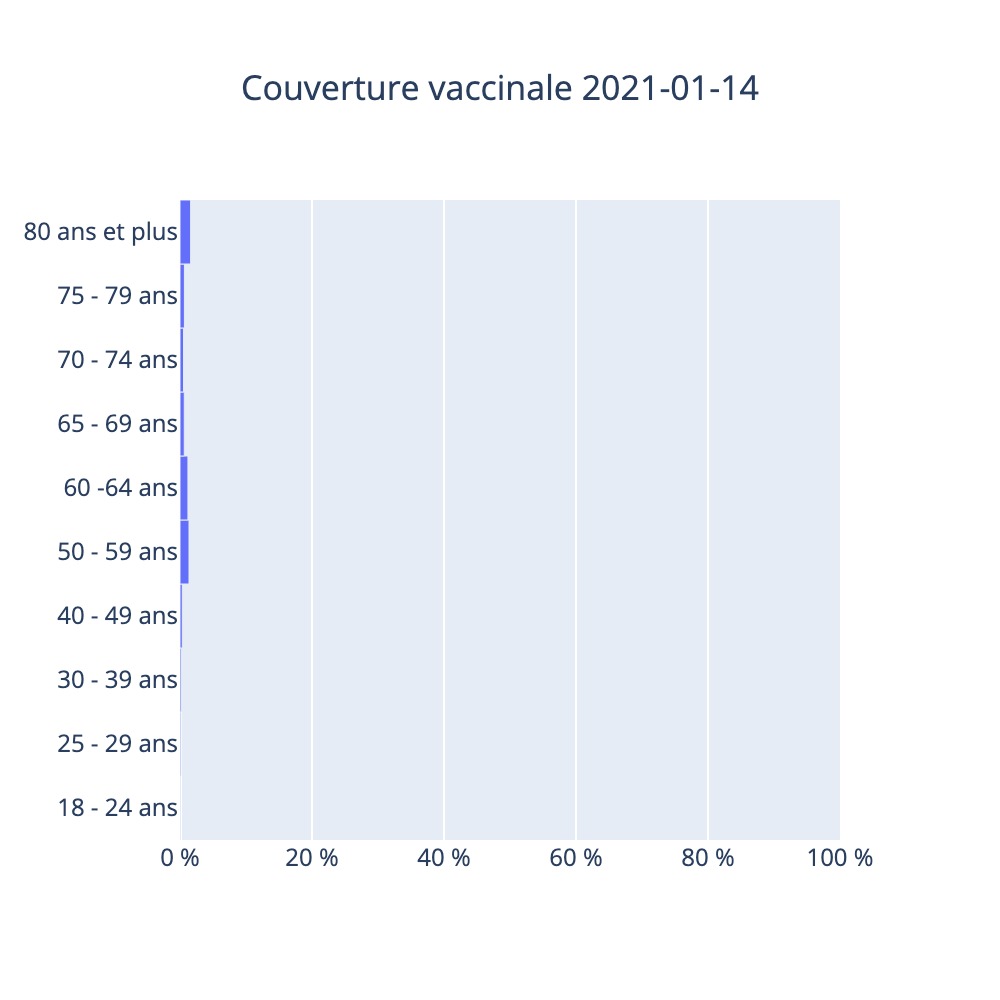 Couverture vaccinale 2021-01-14
80 ans et plus
75 - 79 ans
70 - 74 ans
65 - 69 ans
60 -64 ans
50 - 59 ans
40 - 49 ans
30 - 39 ans
25 - 29 ans
18 - 24 ans
0 % 20 % 40 % 60 % 80 % 100 %